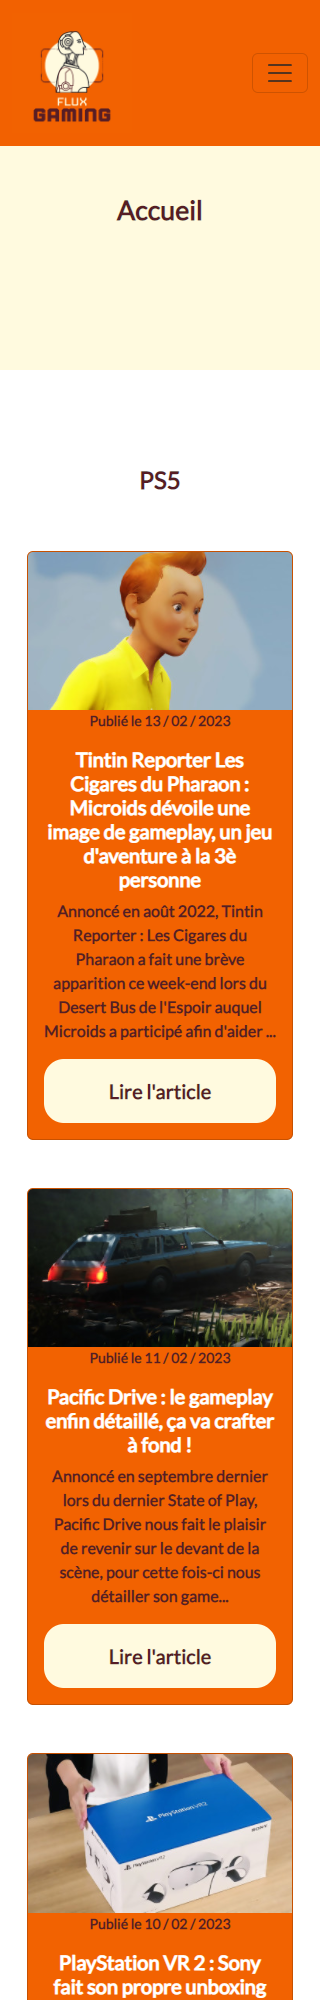 FLUX
GAMING
Accueil
PS5
Publié le 13 / 02 / 2023
Tintin Reporter Les
Cigares du Pharaon :
Microids dévoile une
image de gameplay, un jeu
d'aventure à la 3è
personne
Annoncé en août 2022, Tintin
Reporter : Les Cigares du
Pharaon a fait une brève
apparition ce week-end lors du
Desert Bus de l'Espoir auquel
Microids a participé afin d'aider ...
Lire l'article
Publié le 11 / 02 / 2023
Pacific Drive : le gameplay
enfin détaillé, ça va crafter
à fond !
Annoncé en septembre dernier
lors du dernier State of Play,
Pacific Drive nous fait le plaisir
de revenir sur le devant de la
scène, pour cette fois-ci nous
détailler son game...
Lire l'article
PlayStation VR2
SONY
PlayStation VR2
Publié le 10 / 02 / 2023
PlayStation VR 2 : Sony
fait son propre unboxing